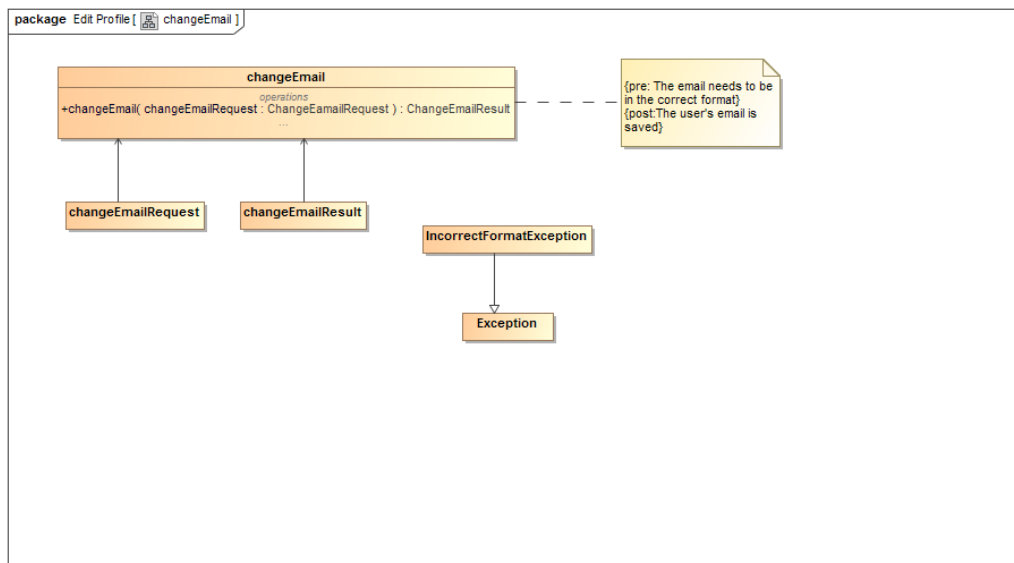 package Edit Profile [ changeEmail ]
changeEmail
operations
+changeEmail( changeEmailRequest : ChangeEamailRequest ) : ChangeEmailResult
...
{pre: The email needs to be
in the correct format}
{post:The user's email is
saved}
changeEmailRequest
changeEmailResult
IncorrectFormatException
Exception